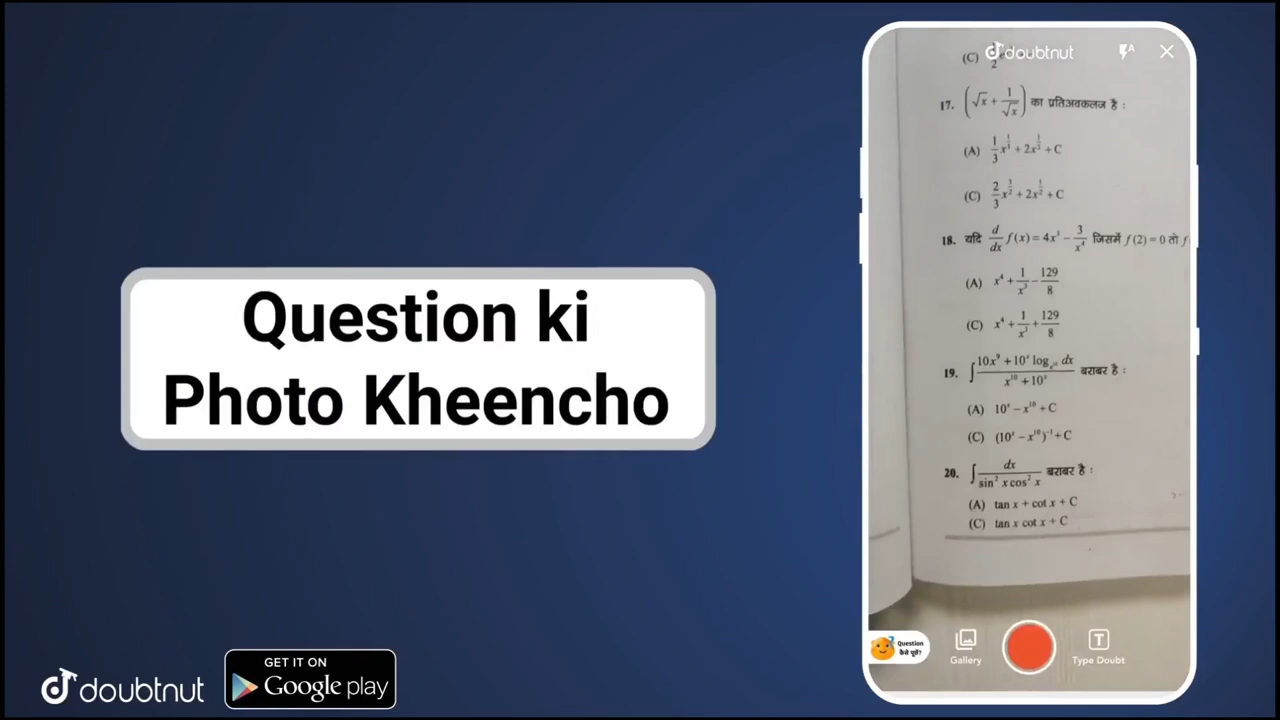 Question ki
Photo Kheencho
doubtnut
GET IT ON
Google play
doubtnut
(C)
17. (√x + 1/√x) का प्रतिअवकलज है :
(A) 1/3 x^(1/3) + 2x^(1/2) + C
(C) 2/3 x^(3/2) + 2x^(1/2) + C
18. यदि d/dx f(x) = 4x³ − 3/x⁴ जिसमें f(2) = 0 तो f
(A) x⁴ + 1/x³ − 129/8
(C) x⁴ + 1/x³ + 129/8
19. ∫ (10x⁹ + 10ˣ logₑ10 dx)/(x¹⁰ + 10ˣ) बराबर है :
(A) 10ˣ − x¹⁰ + C
(C) (10ˣ − x¹⁰)⁻¹ + C
20. ∫ dx/(sin² x cos² x) बराबर है :
(A) tan x + cot x + C
(C) tan x cot x + C
Question
कैसे पूछें?
Gallery
T
Type Doubt